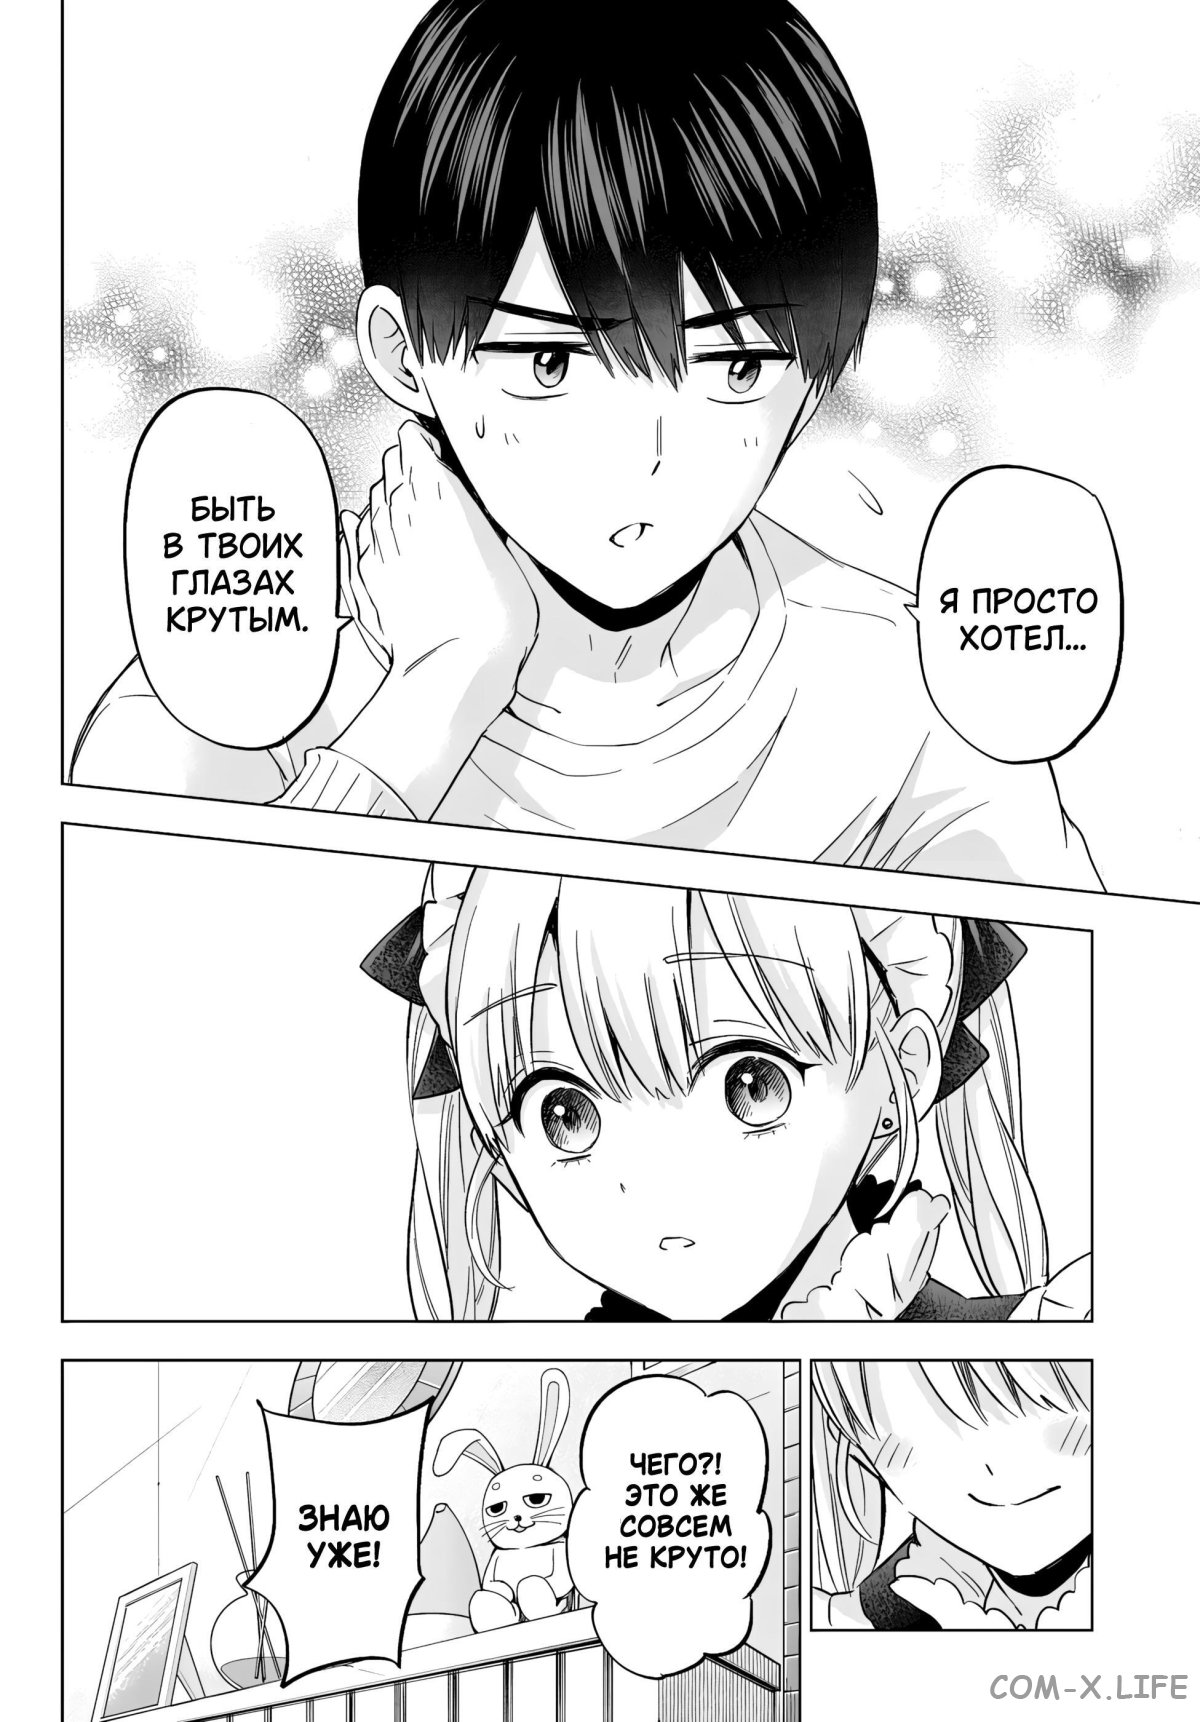 Я ПРОСТО
ХОТЕЛ...
БЫТЬ
В ТВОИХ
ГЛАЗАХ
КРУТЫМ.
ЧЕГО?!
ЭТО ЖЕ
СОВСЕМ
НЕ КРУТО!
ЗНАЮ
УЖЕ!
COM-X.LIFE